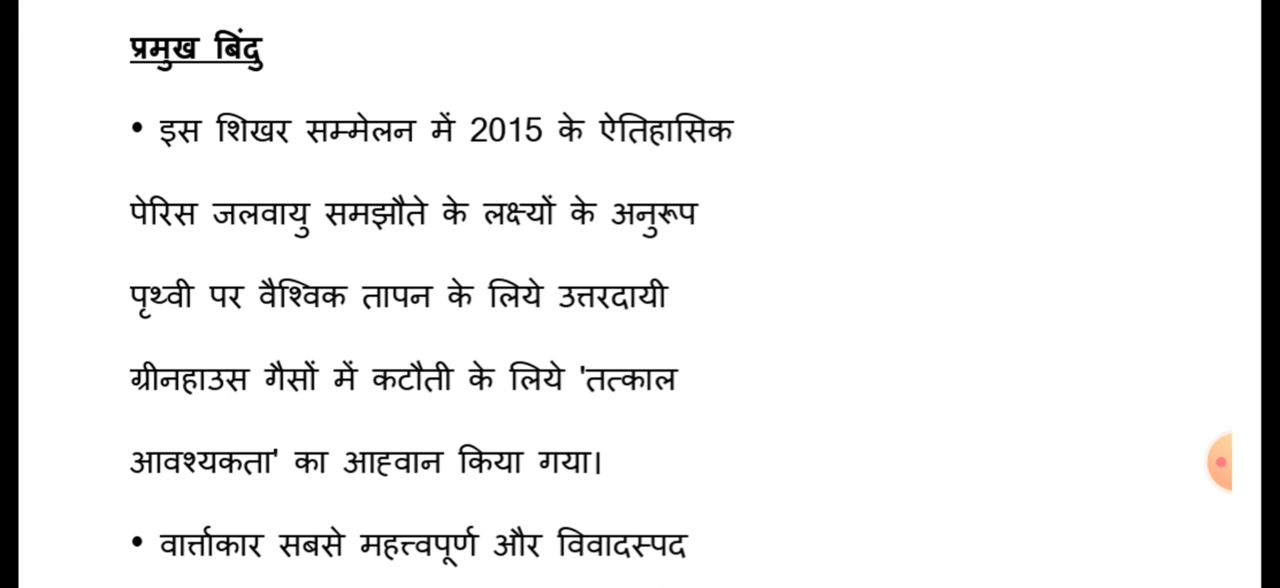 प्रमुख बिंदु
• इस शिखर सम्मेलन में 2015 के ऐतिहासिक
पेरिस जलवायु समझौते के लक्ष्यों के अनुरूप
पृथ्वी पर वैश्विक तापन के लिये उत्तरदायी
ग्रीनहाउस गैसों में कटौती के लिये 'तत्काल
आवश्यकता' का आह्वान किया गया।
• वार्त्ताकार सबसे महत्त्वपूर्ण और विवादस्पद